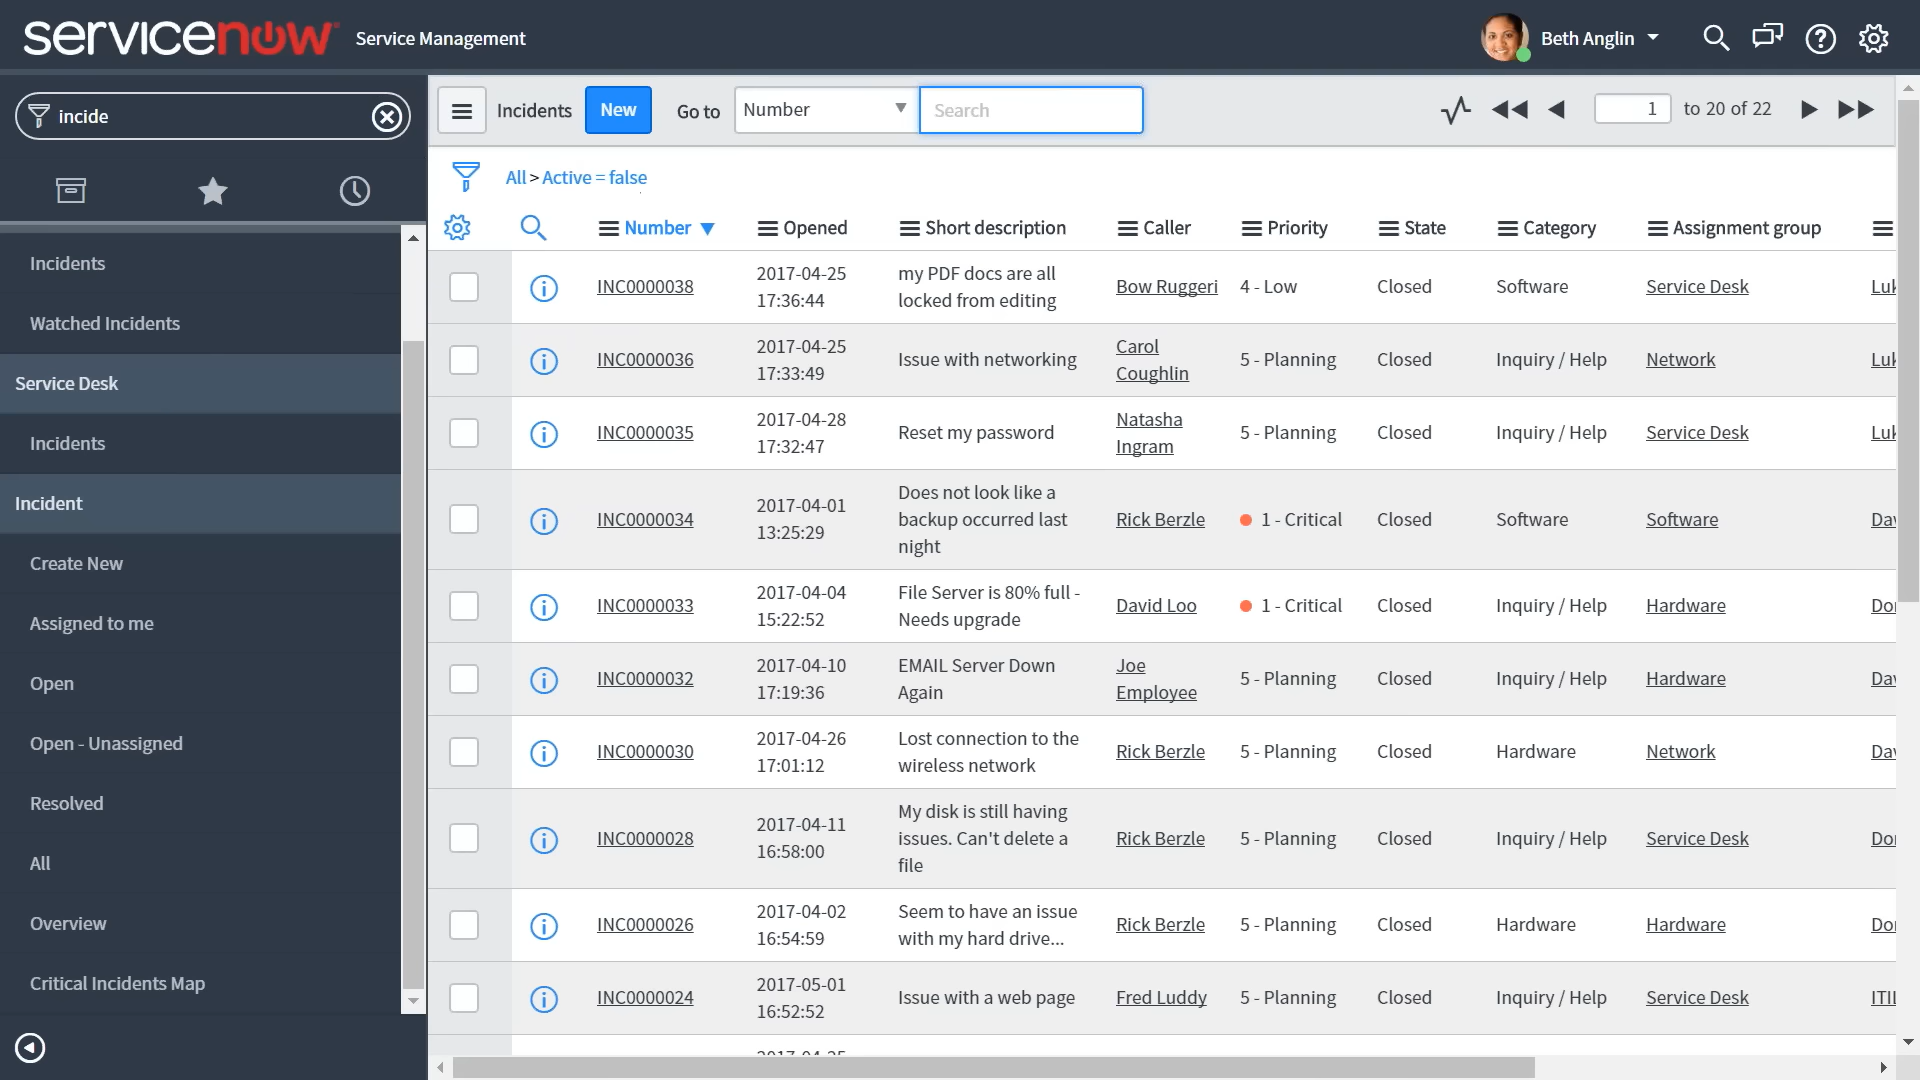 servicenow Service Management
Beth Anglin
incide
Incidents
Watched Incidents
Service Desk
Incidents
Incident
Create New
Assigned to me
Open
Open - Unassigned
Resolved
All
Overview
Critical Incidents Map
Incidents New Go to Number Search 1 to 20 of 22
All > Active = false
Number Opened Short description Caller Priority State Category Assignment group
INC0000038 2017-04-25 17:36:44 my PDF docs are all locked from editing Bow Ruggeri 4 - Low Closed Software Service Desk
INC0000036 2017-04-25 17:33:49 Issue with networking Carol Coughlin 5 - Planning Closed Inquiry / Help Network
INC0000035 2017-04-28 17:32:47 Reset my password Natasha Ingram 5 - Planning Closed Inquiry / Help Service Desk
INC0000034 2017-04-01 13:25:29 Does not look like a backup occurred last night Rick Berzle 1 - Critical Closed Software Software
INC0000033 2017-04-04 15:22:52 File Server is 80% full - Needs upgrade David Loo 1 - Critical Closed Inquiry / Help Hardware
INC0000032 2017-04-10 17:19:36 EMAIL Server Down Again Joe Employee 5 - Planning Closed Inquiry / Help Hardware
INC0000030 2017-04-26 17:01:12 Lost connection to the wireless network Rick Berzle 5 - Planning Closed Hardware Network
INC0000028 2017-04-11 16:58:00 My disk is still having issues. Can't delete a file Rick Berzle 5 - Planning Closed Inquiry / Help Service Desk
INC0000026 2017-04-02 16:54:59 Seem to have an issue with my hard drive... Rick Berzle 5 - Planning Closed Hardware Hardware
INC0000024 2017-05-01 16:52:52 Issue with a web page Fred Luddy 5 - Planning Closed Inquiry / Help Service Desk